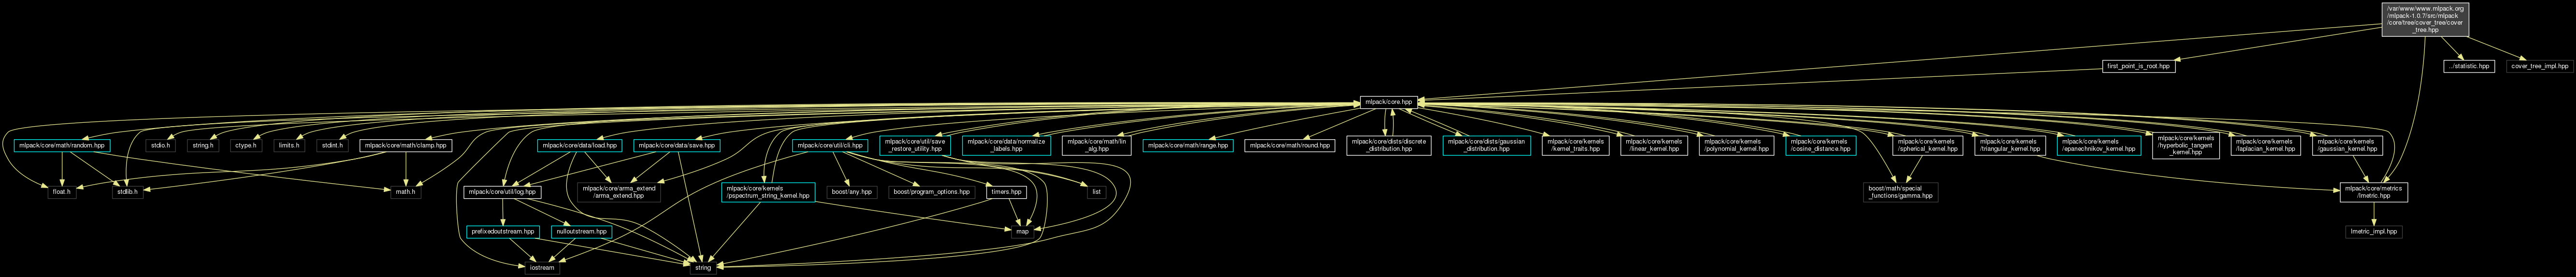 /var/www/www.mlpack.org
/mlpack-1.0.7/src/mlpack
/core/tree/cover_tree/cover
_tree.hpp
first_point_is_root.hpp
../statistic.hpp
cover_tree_impl.hpp
mlpack/core.hpp
mlpack/core/math/random.hpp
stdio.h
string.h
ctype.h
limits.h
stdint.h
mlpack/core/math/clamp.hpp
mlpack/core/data/load.hpp
mlpack/core/data/save.hpp
mlpack/core/util/cli.hpp
mlpack/core/util/save
_restore_utility.hpp
mlpack/core/data/normalize
_labels.hpp
mlpack/core/math/lin
_alg.hpp
mlpack/core/math/range.hpp
mlpack/core/math/round.hpp
mlpack/core/dists/discrete
_distribution.hpp
mlpack/core/dists/gaussian
_distribution.hpp
mlpack/core/kernels
/kernel_traits.hpp
mlpack/core/kernels
/linear_kernel.hpp
mlpack/core/kernels
/polynomial_kernel.hpp
mlpack/core/kernels
/cosine_distance.hpp
mlpack/core/kernels
/spherical_kernel.hpp
mlpack/core/kernels
/triangular_kernel.hpp
mlpack/core/kernels
/epanechnikov_kernel.hpp
mlpack/core/kernels
/hyperbolic_tangent
_kernel.hpp
mlpack/core/kernels
/laplacian_kernel.hpp
mlpack/core/kernels
/gaussian_kernel.hpp
float.h
stdlib.h
math.h
mlpack/core/util/log.hpp
mlpack/core/arma_extend
/arma_extend.hpp
mlpack/core/kernels
/pspectrum_string_kernel.hpp
boost/any.hpp
boost/program_options.hpp
timers.hpp
list
boost/math/special
_functions/gamma.hpp
mlpack/core/metrics
/lmetric.hpp
prefixedoutstream.hpp
nulloutstream.hpp
map
lmetric_impl.hpp
iostream
string